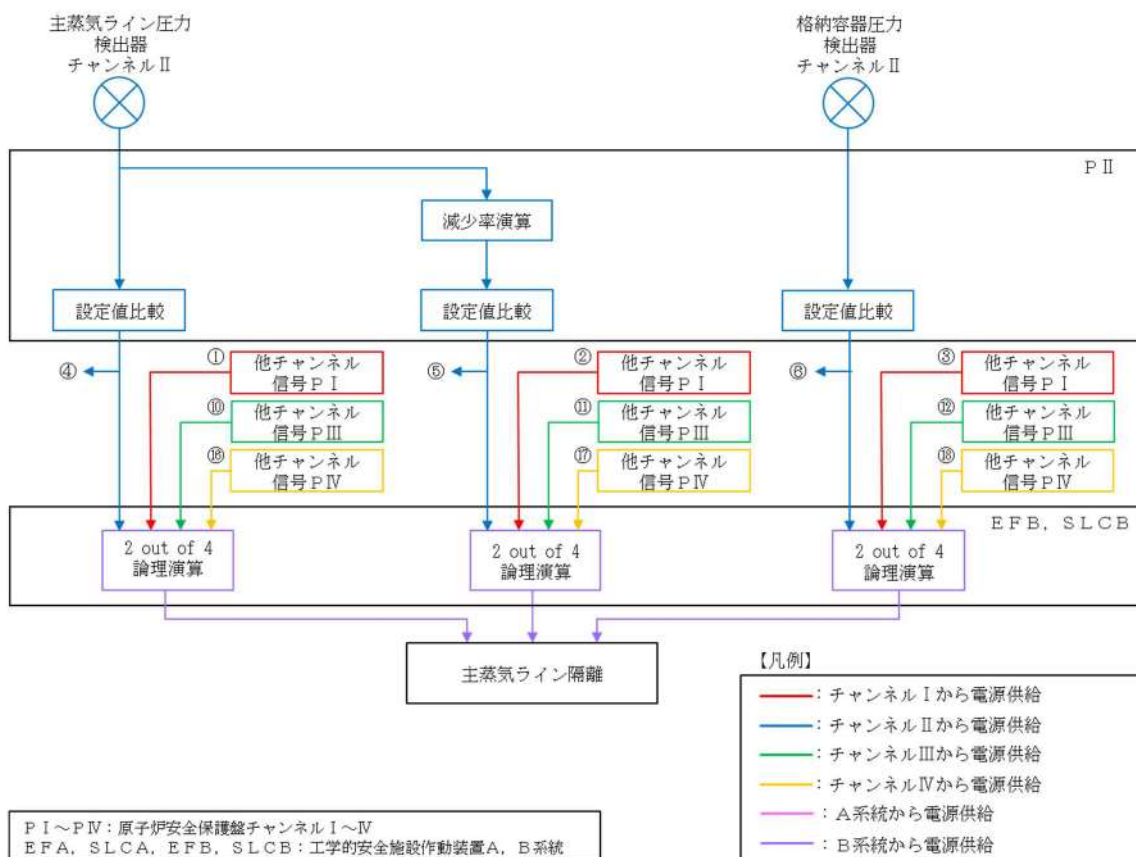 主蒸気ライン圧力
検出器
チャンネルⅡ
格納容器圧力
検出器
チャンネルⅡ
PⅡ
減少率演算
設定値比較
設定値比較
設定値比較
④
①
他チャンネル
信号PⅠ
⑩
他チャンネル
信号PⅢ
⑯
他チャンネル
信号PⅣ
⑤
②
他チャンネル
信号PⅠ
⑪
他チャンネル
信号PⅢ
⑰
他チャンネル
信号PⅣ
⑥
③
他チャンネル
信号PⅠ
⑫
他チャンネル
信号PⅢ
⑱
他チャンネル
信号PⅣ
EFB, SLCB
2 out of 4
論理演算
2 out of 4
論理演算
2 out of 4
論理演算
主蒸気ライン隔離
【凡例】
:チャンネルⅠから電源供給
:チャンネルⅡから電源供給
:チャンネルⅢから電源供給
:チャンネルⅣから電源供給
:A系統から電源供給
:B系統から電源供給
PⅠ～PⅣ:原子炉安全保護盤チャンネルⅠ～Ⅳ
EFA, SLCA, EFB, SLCB:工学的安全施設作動装置A, B系統